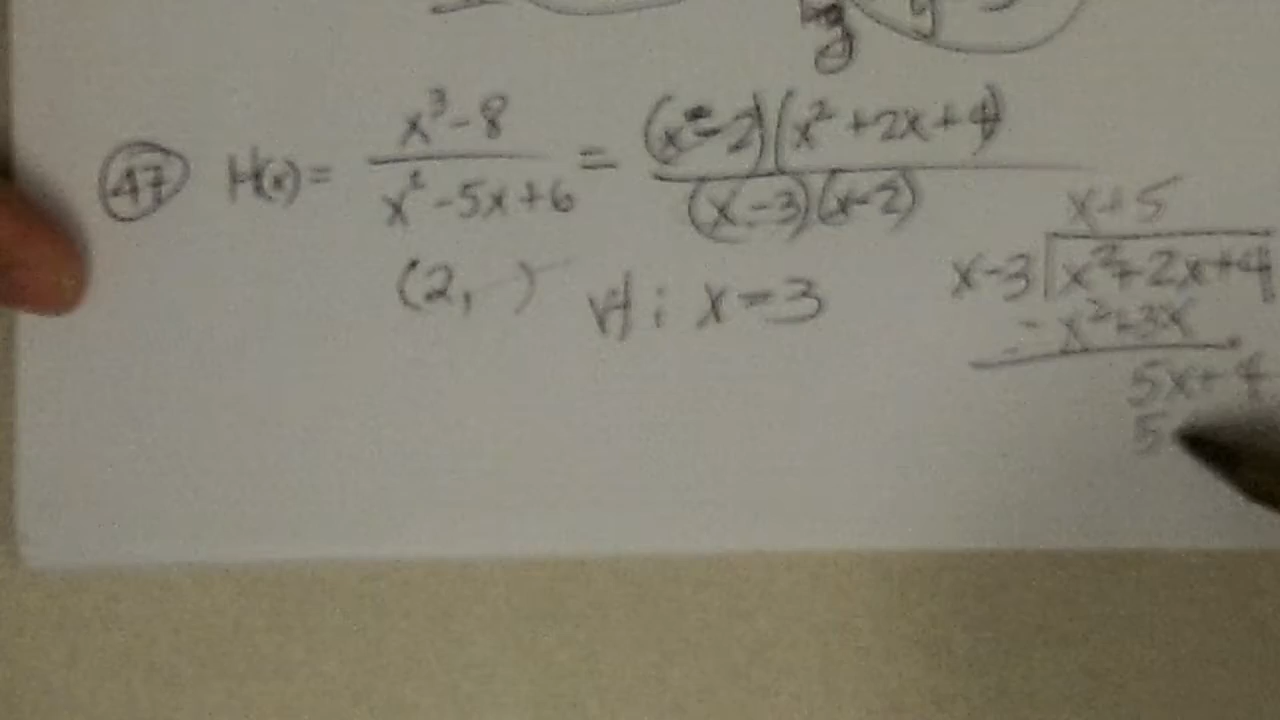 47 H(x) = x³-8 / x²-5x+6 = (x-2)(x²+2x+4) / (x-3)(x-2)
(2, ) VA: x=3
x+5
x-3 x²+2x+4
- x²-3x
5x+4
5